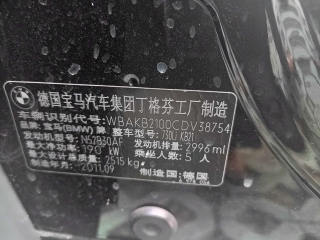 德国宝马汽车集团丁格芬工厂制造
车辆识别代号:WBAKB2100CDV38754
品牌:宝马(BMW)牌 整车型号:730Li KB21
发动机型号:N52B30AF 发动机排量:2996ml
最大净功率:190 kW 乘坐人数:5 人
最大设计总质量:2515kg
制造年月:2011.09 制造国:德国